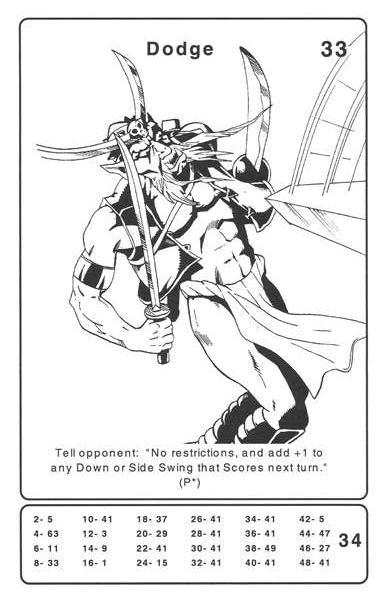 Dodge 33
Tell opponent: "No restrictions, and add +1 to
any Down or Side Swing that Scores next turn."
(P*)
2- 5 10- 41 18- 37 26- 41 34- 41 42- 5
4- 63 12- 3 20- 29 28- 41 36- 41 44- 47
6- 11 14- 9 22- 41 30- 41 38- 49 46- 27
8- 33 16- 1 24- 15 32- 41 40- 41 48- 41
34